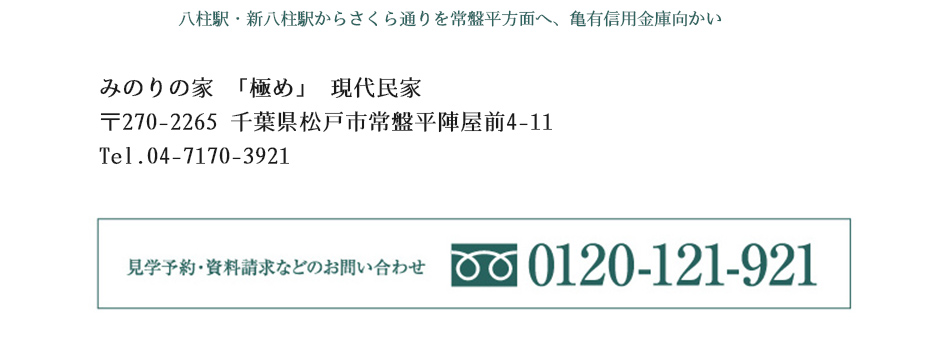 八柱駅・新八柱駅からさくら通りを常盤平方面へ、亀有信用金庫向かい
みのりの家 「極め」 現代民家
〒270-2265 千葉県松戸市常盤平陣屋前4-11
Tel.04-7170-3921
見学予約・資料請求などのお問い合わせ 0120-121-921